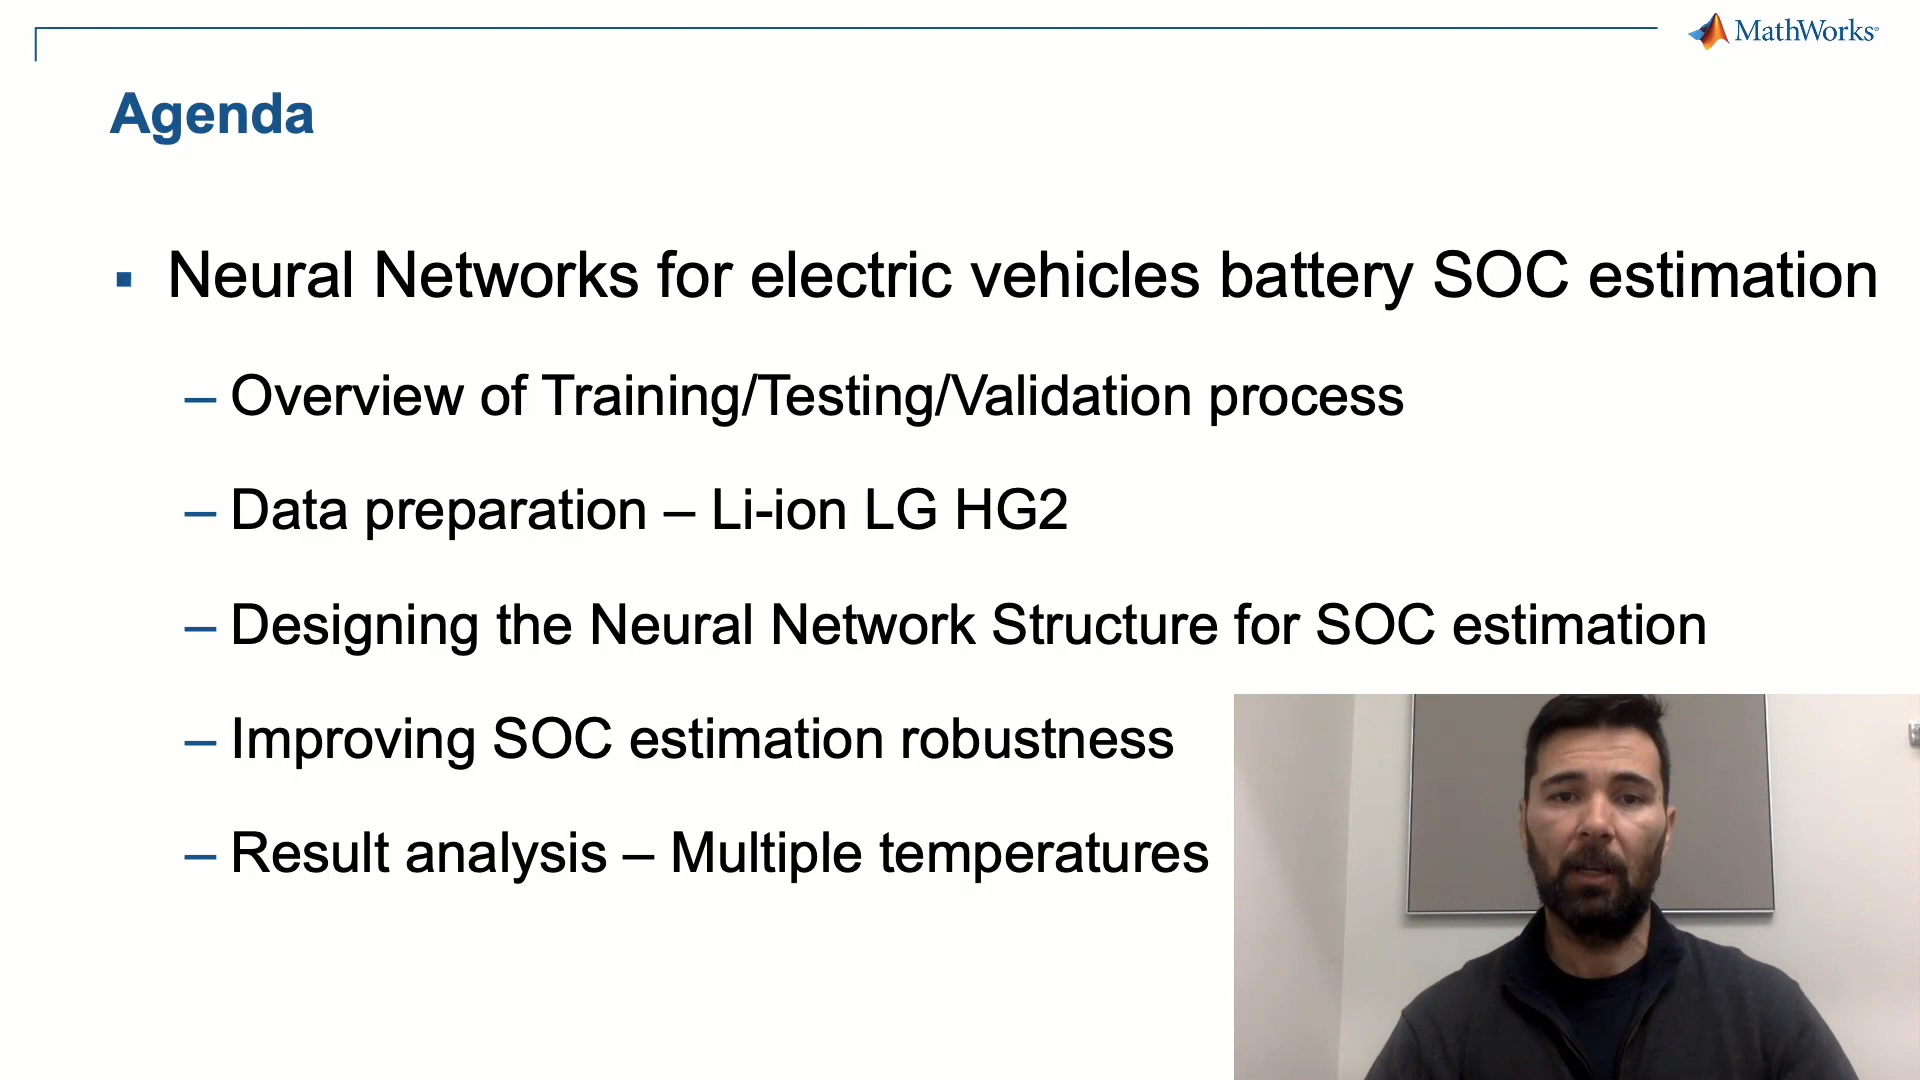 MathWorks
Agenda
▪ Neural Networks for electric vehicles battery SOC estimation
– Overview of Training/Testing/Validation process
– Data preparation – Li-ion LG HG2
– Designing the Neural Network Structure for SOC estimation
– Improving SOC estimation robustness
– Result analysis – Multiple temperatures